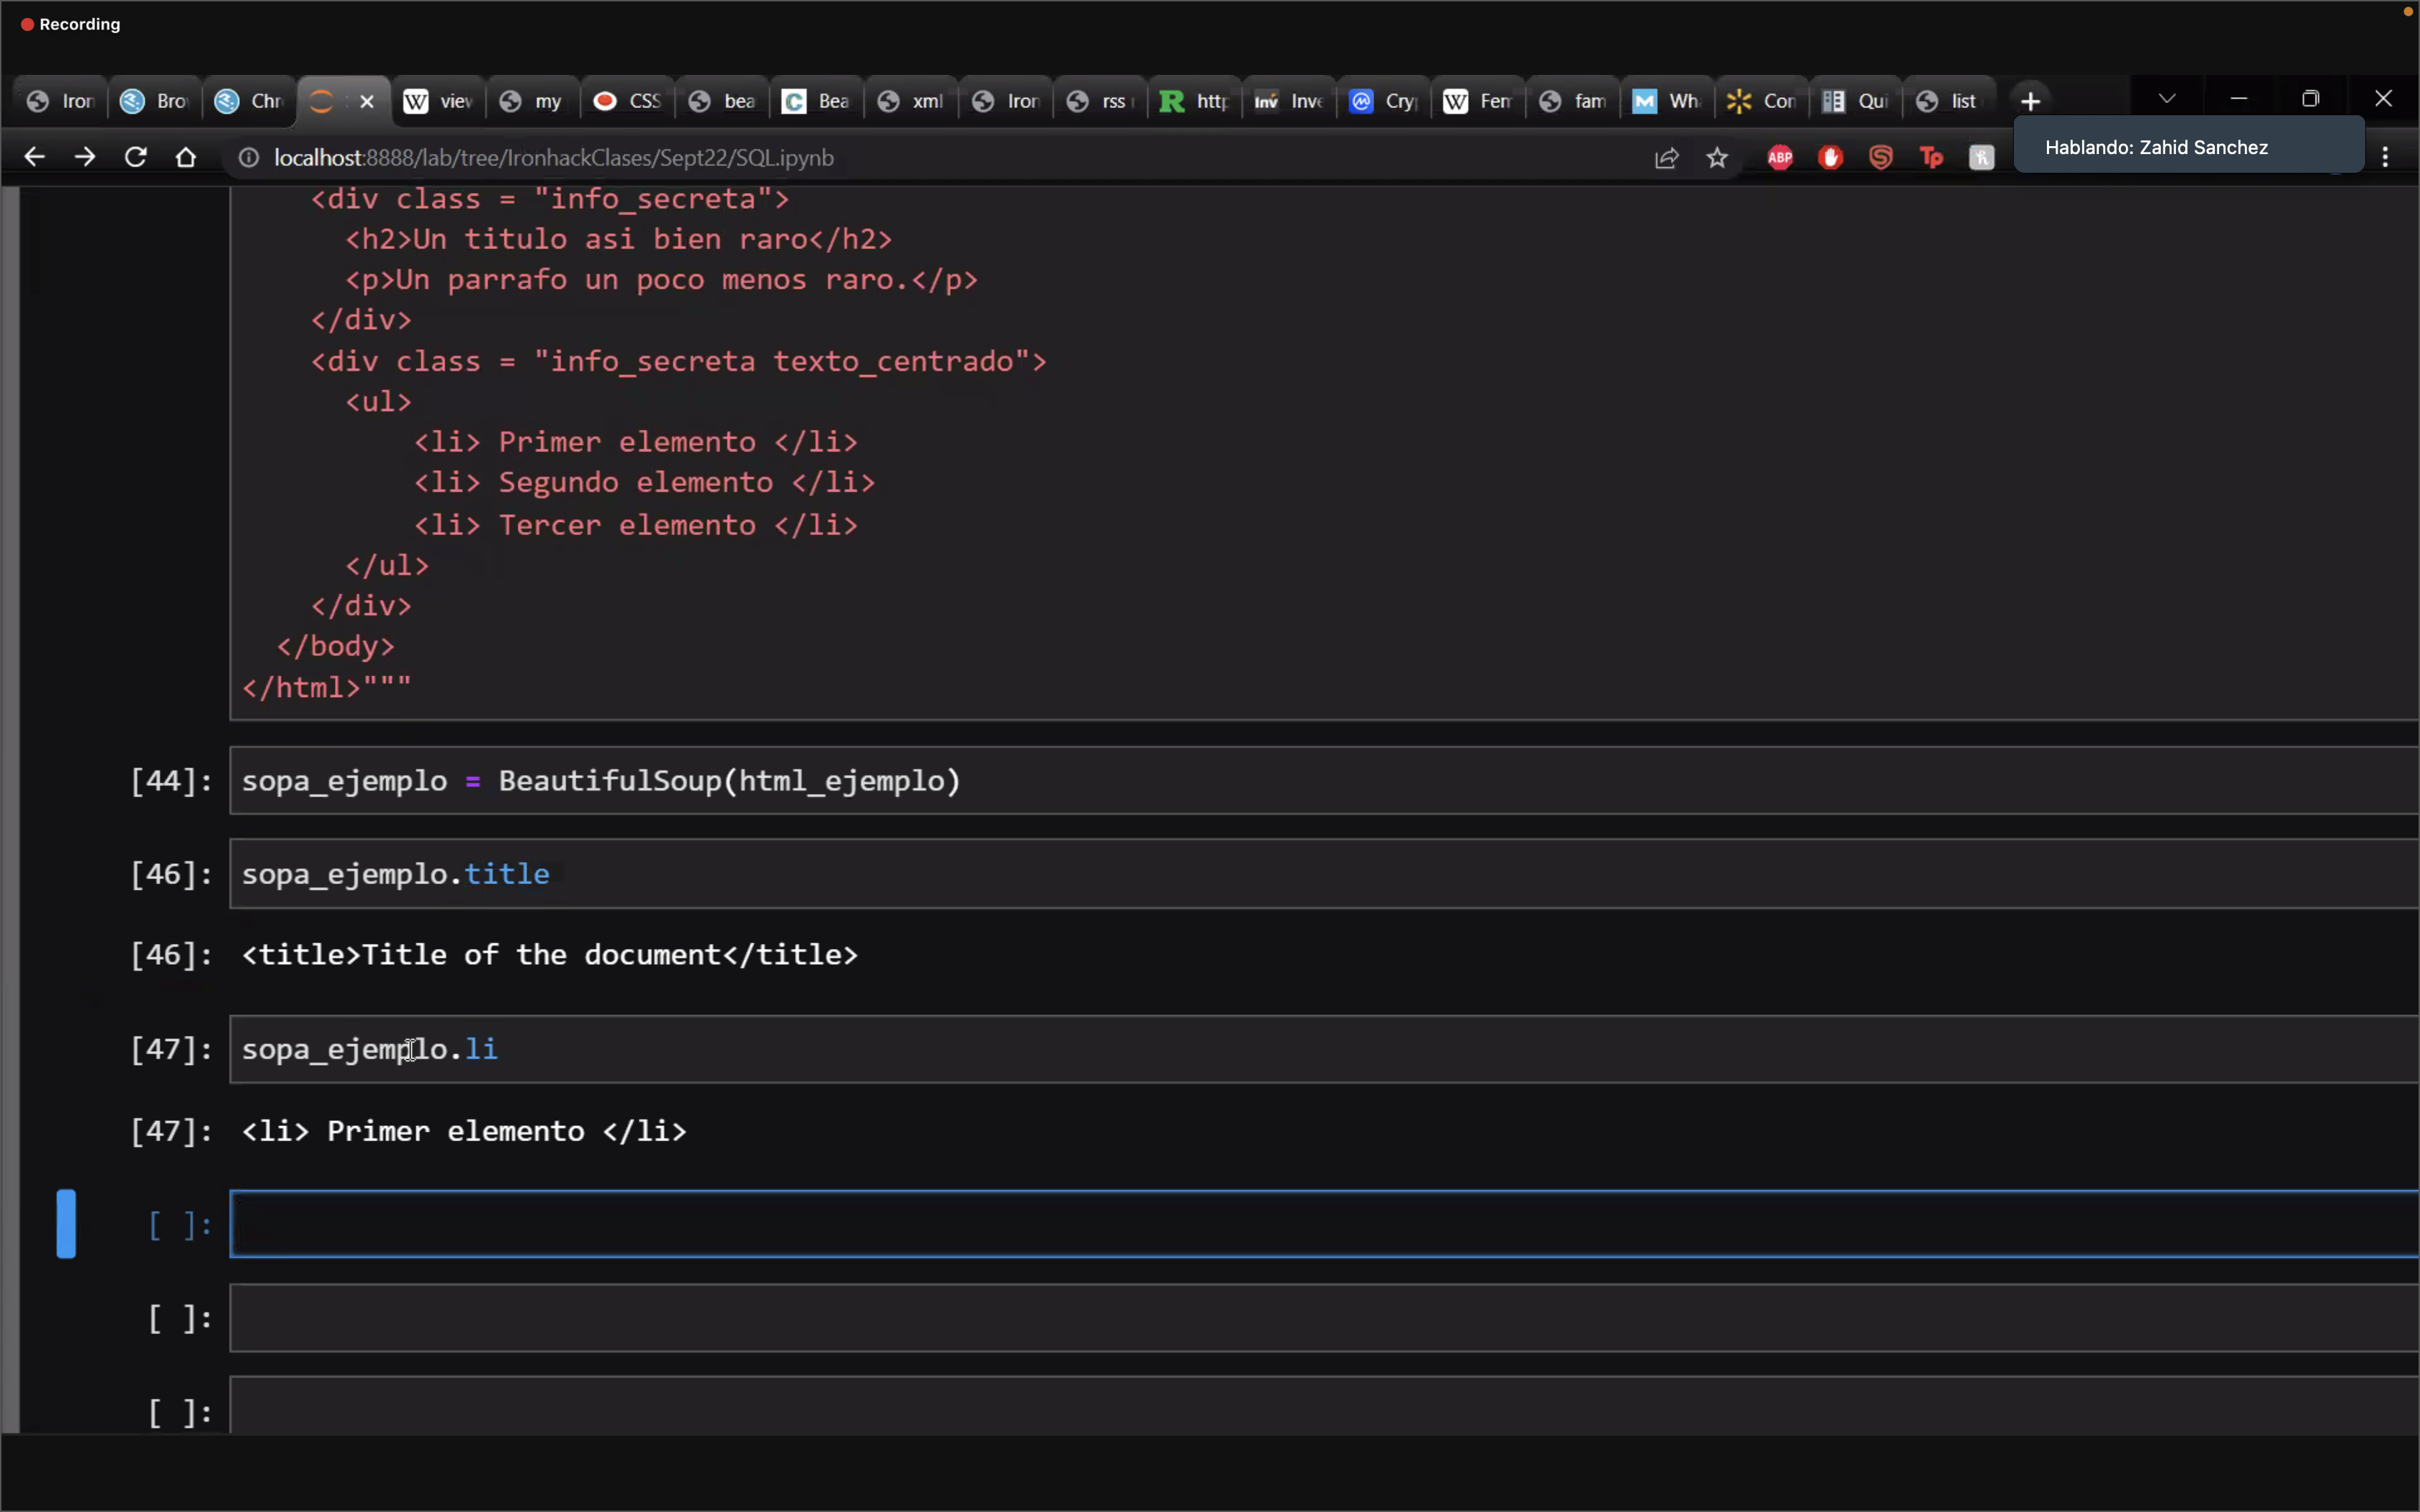 Recording
Iron
Bro
Chr
view
my
CSS
bea
Bea
xml
Iron
rss
http
Inve
Cry
Fem
fam
Wh
Cor
Qui
list
localhost:8888/lab/tree/IronhackClases/Sept22/SQL.ipynb
ABP
Tp
Hablando: Zahid Sanchez
<div class = "info_secreta">
<h2>Un titulo asi bien raro</h2>
<p>Un parrafo un poco menos raro.</p>
</div>
<div class = "info_secreta texto_centrado">
<ul>
<li> Primer elemento </li>
<li> Segundo elemento </li>
<li> Tercer elemento </li>
</ul>
</div>
</body>
</html>"""
[44]: sopa_ejemplo = BeautifulSoup(html_ejemplo)
[46]: sopa_ejemplo.title
[46]: <title>Title of the document</title>
[47]: sopa_ejemplo.li
[47]: <li> Primer elemento </li>
[ ]:
[ ]:
[ ]: